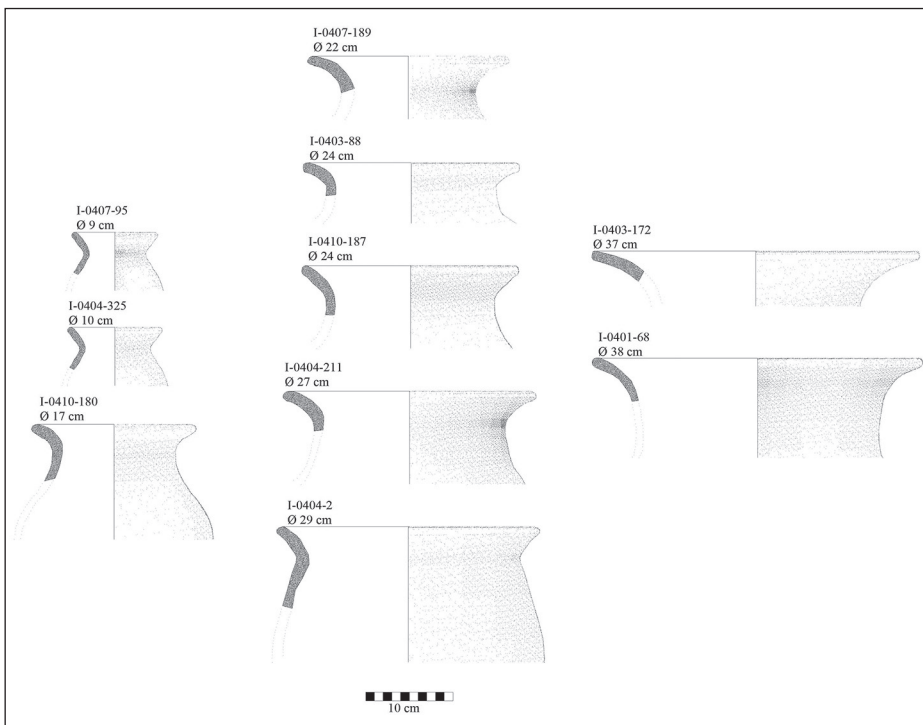 I-0407-95
Ø 9 cm
I-0404-325
Ø 10 cm
I-0410-180
Ø 17 cm
I-0407-189
Ø 22 cm
I-0403-88
Ø 24 cm
I-0410-187
Ø 24 cm
I-0404-211
Ø 27 cm
I-0404-2
Ø 29 cm
I-0403-172
Ø 37 cm
I-0401-68
Ø 38 cm
10 cm